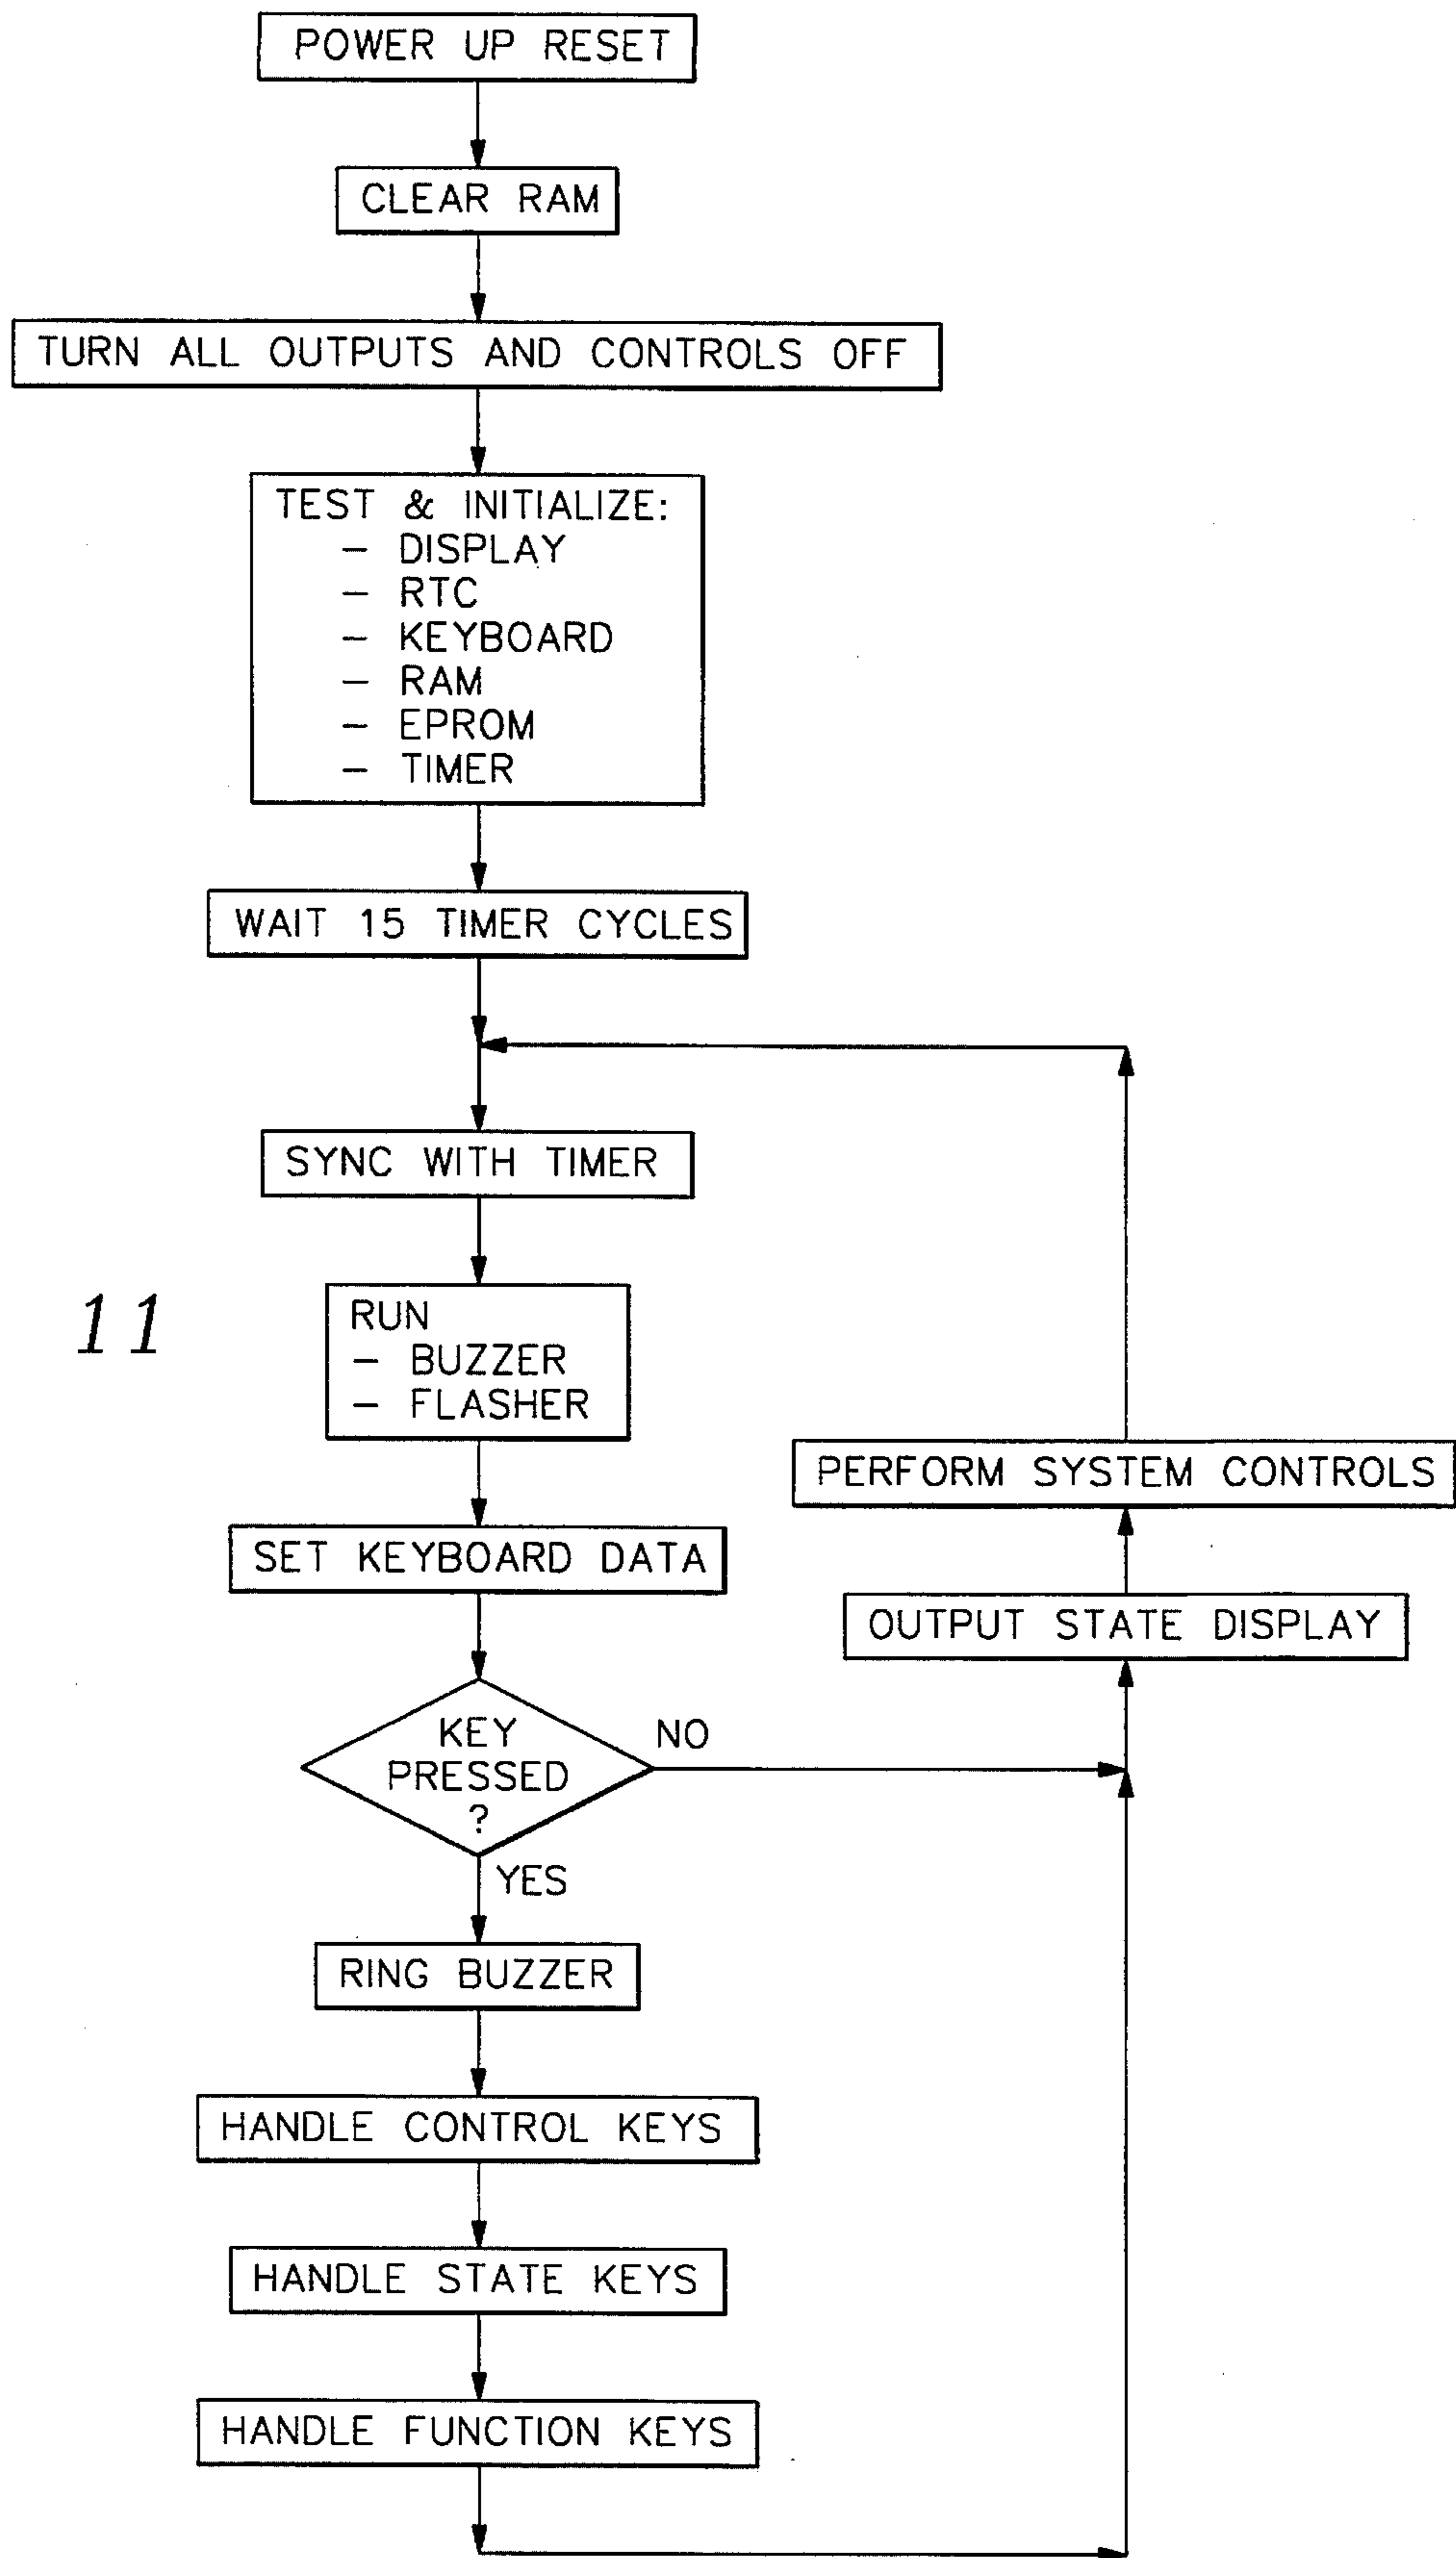 POWER UP RESET
CLEAR RAM
TURN ALL OUTPUTS AND CONTROLS OFF
TEST & INITIALIZE:
– DISPLAY
– RTC
– KEYBOARD
– RAM
– EPROM
– TIMER
WAIT 15 TIMER CYCLES
SYNC WITH TIMER
11
RUN
– BUZZER
– FLASHER
PERFORM SYSTEM CONTROLS
SET KEYBOARD DATA
OUTPUT STATE DISPLAY
KEY
PRESSED
?
NO
YES
RING BUZZER
HANDLE CONTROL KEYS
HANDLE STATE KEYS
HANDLE FUNCTION KEYS